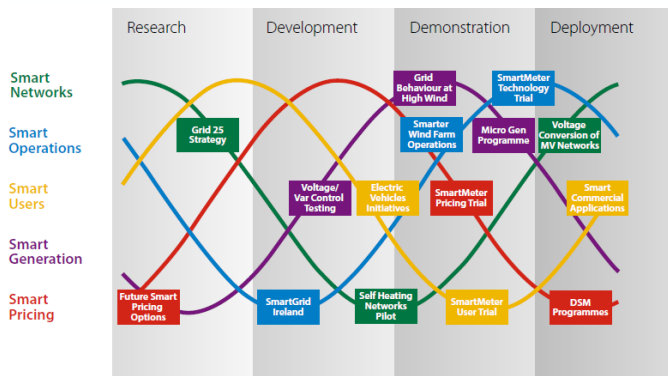 Research
Development
Demonstration
Deployment
Smart
Networks
Smart
Operations
Smart
Users
Smart
Generation
Smart
Pricing
Grid
Behaviour at
High Wind
SmartMeter
Technology
Trial
Grid 25
Strategy
Smarter
Wind Farm
Operations
Micro Gen
Programme
Voltage
Conversion of
MV Networks
Voltage/
Var Control
Testing
Electric
Vehicles
Initiatives
SmartMeter
Pricing Trial
Smart
Commercial
Applications
Future Smart
Pricing
Options
SmartGrid
Ireland
Self Heating
Networks
Pilot
SmartMeter
User Trial
DSM
Programmes